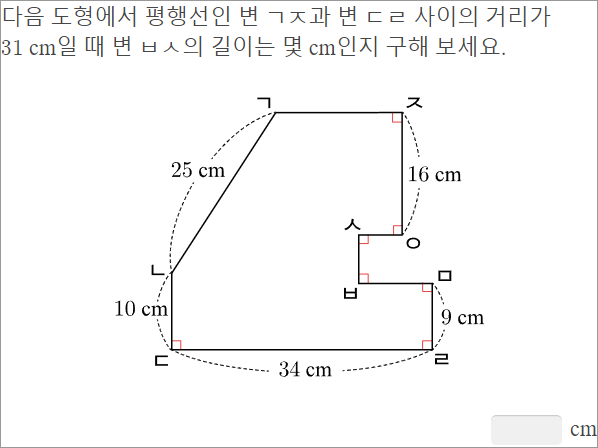 다음 도형에서 평행선인 변 ㄱㅈ과 변 ㄷㄹ 사이의 거리가
31 cm일 때 변 ㅂㅅ의 길이는 몇 cm인지 구해 보세요.
ㄱ
ㅈ
25 cm
16 cm
ㅅ
ㅇ
ㄴ
ㅁ
ㅂ
10 cm
9 cm
ㄷ
ㄹ
34 cm
cm